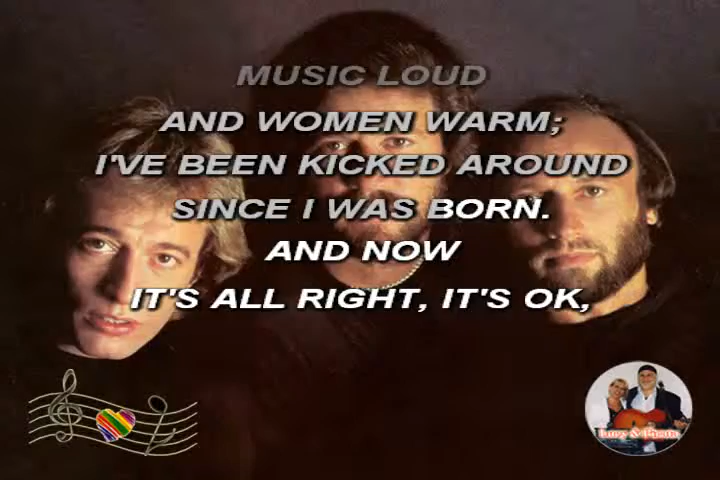 MUSIC LOUD
AND WOMEN WARM;
I'VE BEEN KICKED AROUND
SINCE I WAS BORN.
AND NOW
IT'S ALL RIGHT, IT'S OK,